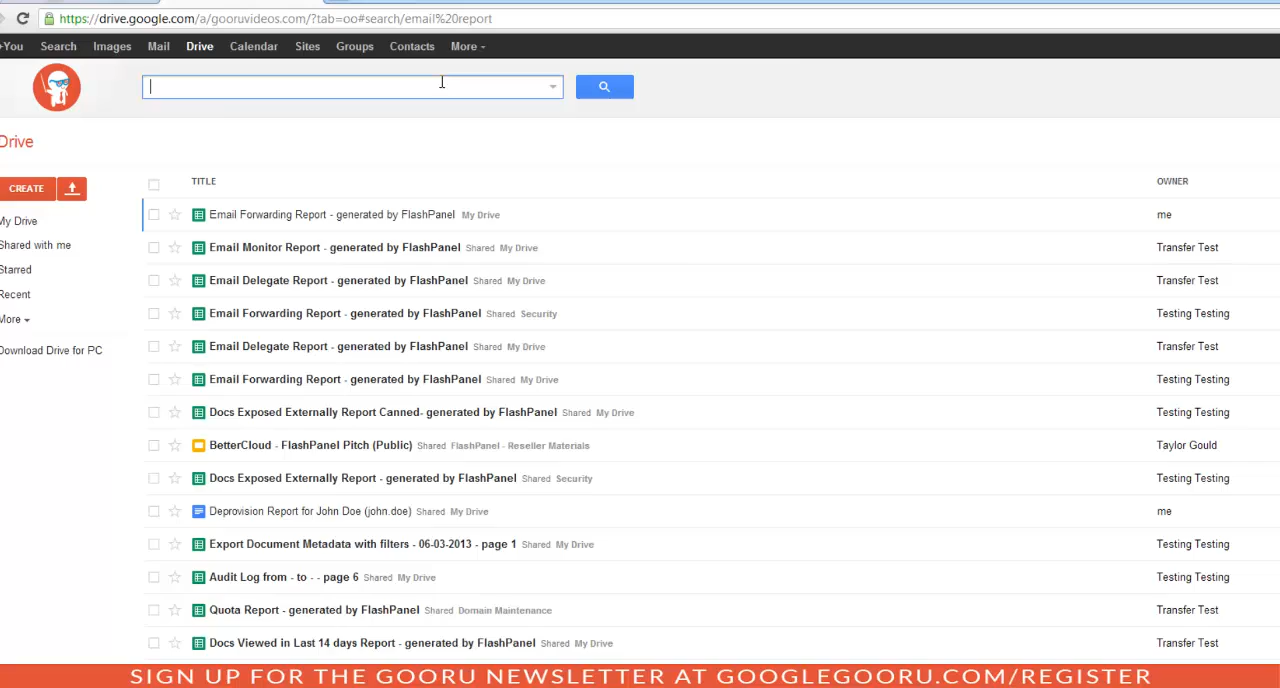 https://drive.google.com/a/gooruvideos.com/?tab=oo#search/email%20report
+You Search Images Mail Drive Calendar Sites Groups Contacts More
Drive
CREATE
TITLE OWNER
Email Forwarding Report - generated by FlashPanel My Drive me
My Drive
Email Monitor Report - generated by FlashPanel Shared My Drive Transfer Test
Shared with me
Starred
Email Delegate Report - generated by FlashPanel Shared My Drive Transfer Test
Recent
Email Forwarding Report - generated by FlashPanel Shared Security Testing Testing
More
Email Delegate Report - generated by FlashPanel Shared My Drive Transfer Test
Download Drive for PC
Email Forwarding Report - generated by FlashPanel Shared My Drive Testing Testing
Docs Exposed Externally Report Canned- generated by FlashPanel Shared My Drive Testing Testing
BetterCloud - FlashPanel Pitch (Public) Shared FlashPanel - Reseller Materials Taylor Gould
Docs Exposed Externally Report - generated by FlashPanel Shared Security Testing Testing
Deprovision Report for John Doe (john.doe) Shared My Drive me
Export Document Metadata with filters - 06-03-2013 - page 1 Shared My Drive Testing Testing
Audit Log from - to - - page 6 Shared My Drive Testing Testing
Quota Report - generated by FlashPanel Shared Domain Maintenance Transfer Test
Docs Viewed in Last 14 days Report - generated by FlashPanel Shared My Drive Transfer Test
SIGN UP FOR THE GOORU NEWSLETTER AT GOOGLEGOORU.COM/REGISTER